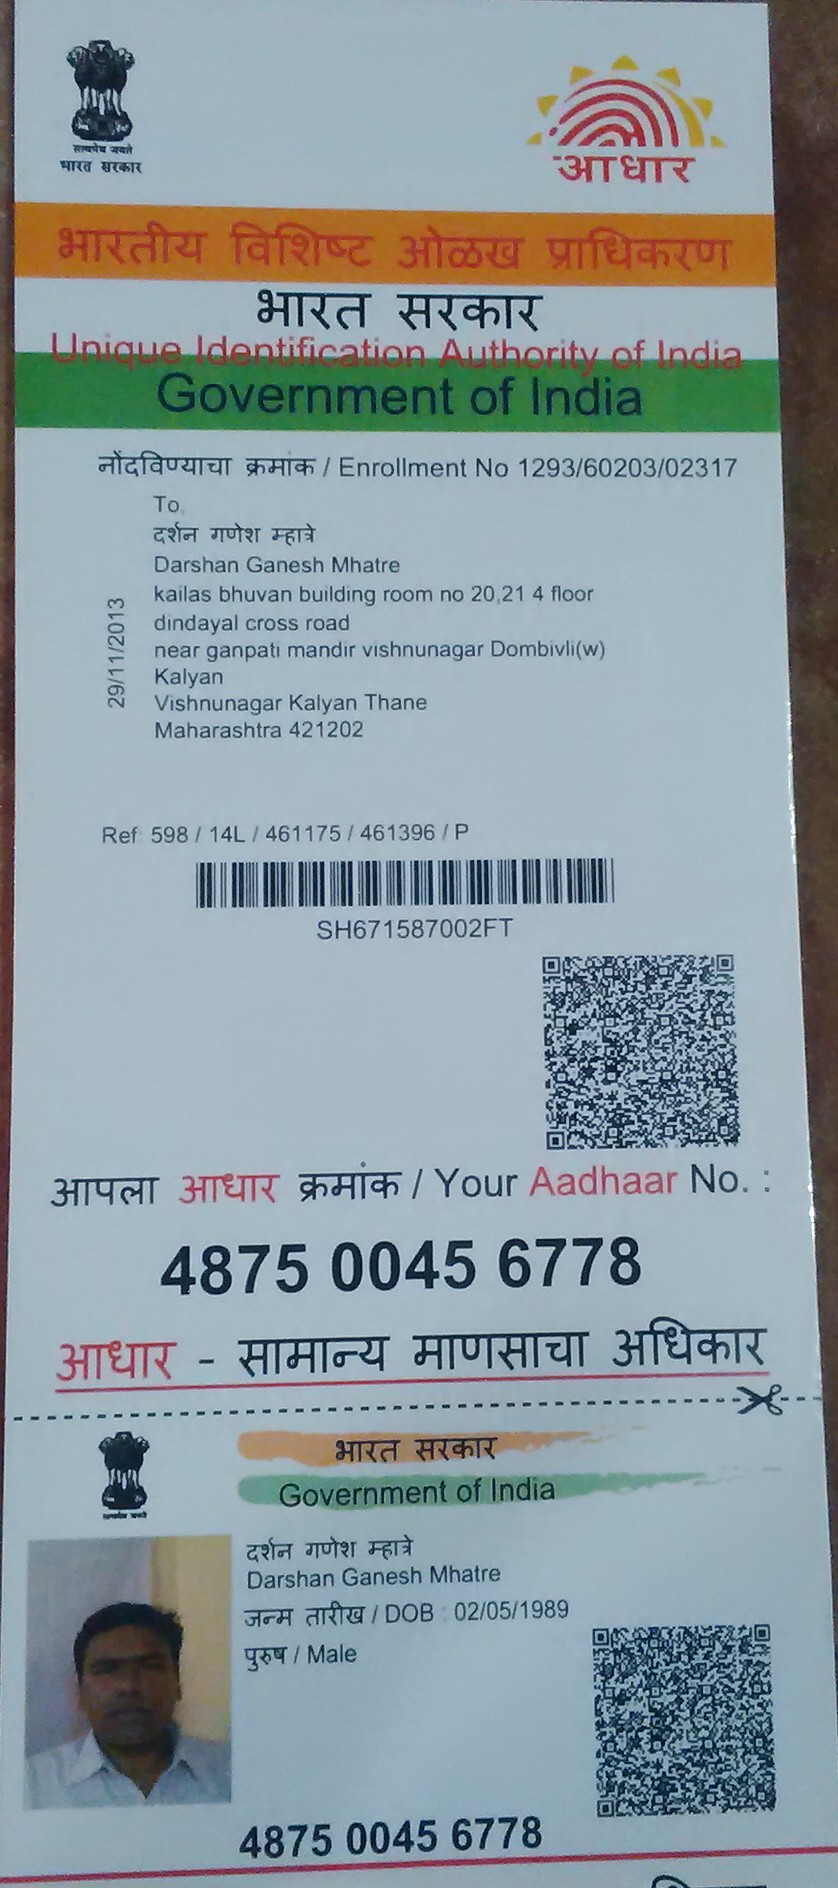 सत्यमेव जयते
भारत सरकार
आधार
भारतीय विशिष्ट ओळख प्राधिकरण
भारत सरकार
Unique Identification Authority of India
Government of India
नोंदविण्याचा क्रमांक / Enrollment No 1293/60203/02317
To,
दर्शन गणेश म्हात्रे
Darshan Ganesh Mhatre
kailas bhuvan building room no 20,21 4 floor
dindayal cross road
near ganpati mandir vishnunagar Dombivli(w)
Kalyan
Vishnunagar Kalyan Thane
Maharashtra 421202
29/11/2013
Ref: 598 / 14L / 461175 / 461396 / P
SH671587002FT
आपला आधार क्रमांक / Your Aadhaar No. :
4875 0045 6778
आधार - सामान्य माणसाचा अधिकार
भारत सरकार
Government of India
दर्शन गणेश म्हात्रे
Darshan Ganesh Mhatre
जन्म तारीख / DOB : 02/05/1989
पुरुष / Male
4875 0045 6778